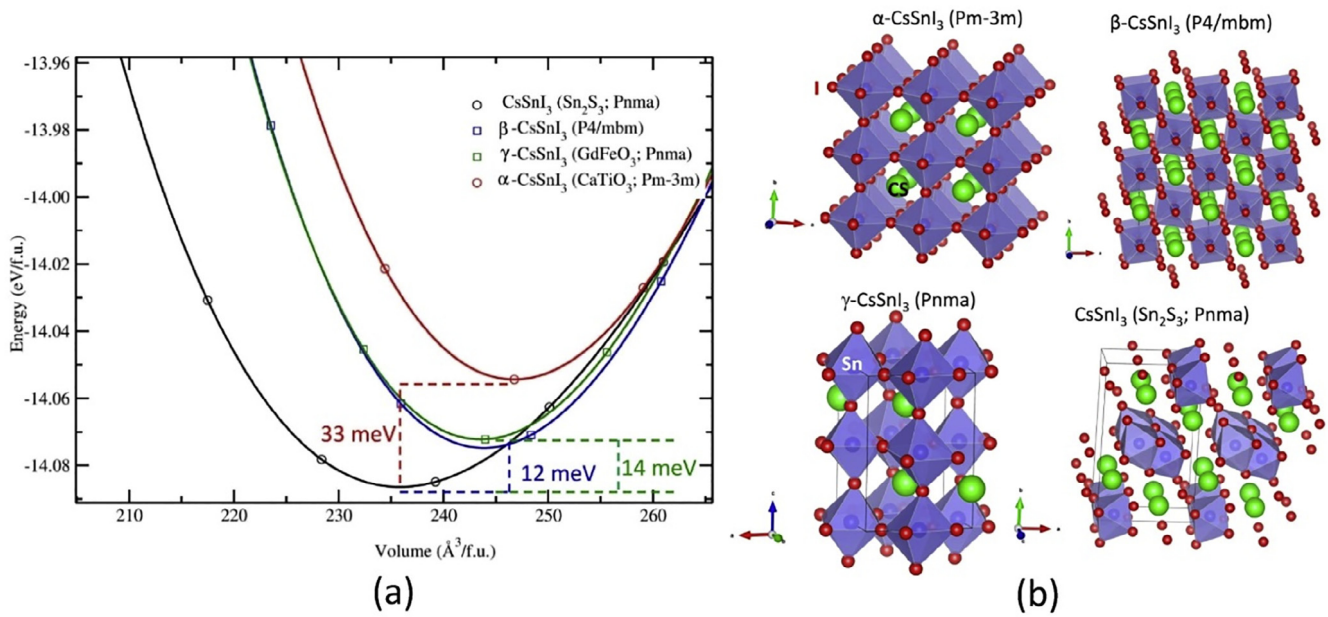 -13.96
-13.98
-14.00
-14.02
-14.04
-14.06
-14.08
Energy (eV/f.u.)
CsSnI₃ (Sn₂S₃; Pnma)
β-CsSnI₃ (P4/mbm)
γ-CsSnI₃ (GdFeO₃; Pnma)
α-CsSnI₃ (CaTiO₃; Pm-3m)
33 meV
12 meV
14 meV
210 220 230 240 250 260
Volume (Å³/f.u.)
(a)
α-CsSnI₃ (Pm-3m)
I
CS
b
a
β-CsSnI₃ (P4/mbm)
b
a
γ-CsSnI₃ (Pnma)
Sn
c
a
b
CsSnI₃ (Sn₂S₃; Pnma)
b
a
(b)